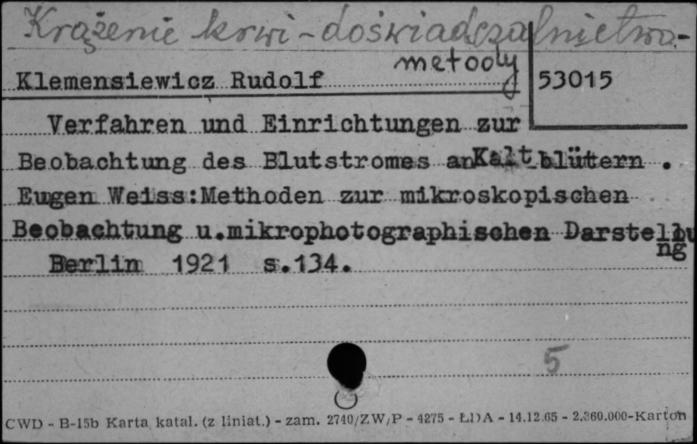 Krążenie krwi - doświadczalnictwo -
metody
Klemensiewicz Rudolf
53015
Verfahren und Einrichtungen zur
Beobachtung des Blutstromes an Kaltblütern .
Eugen Weiss:Methoden zur mikroskopischen
Beobachtung u.mikrophotographischen Darstellu
ng
Berlin 1921 s.134.
5
CWD - B-15b Karta katal. (z liniat.) - zam. 2740/ZW/P - 4275 - ŁDA - 14.12.65 - 2.360.000-Karton